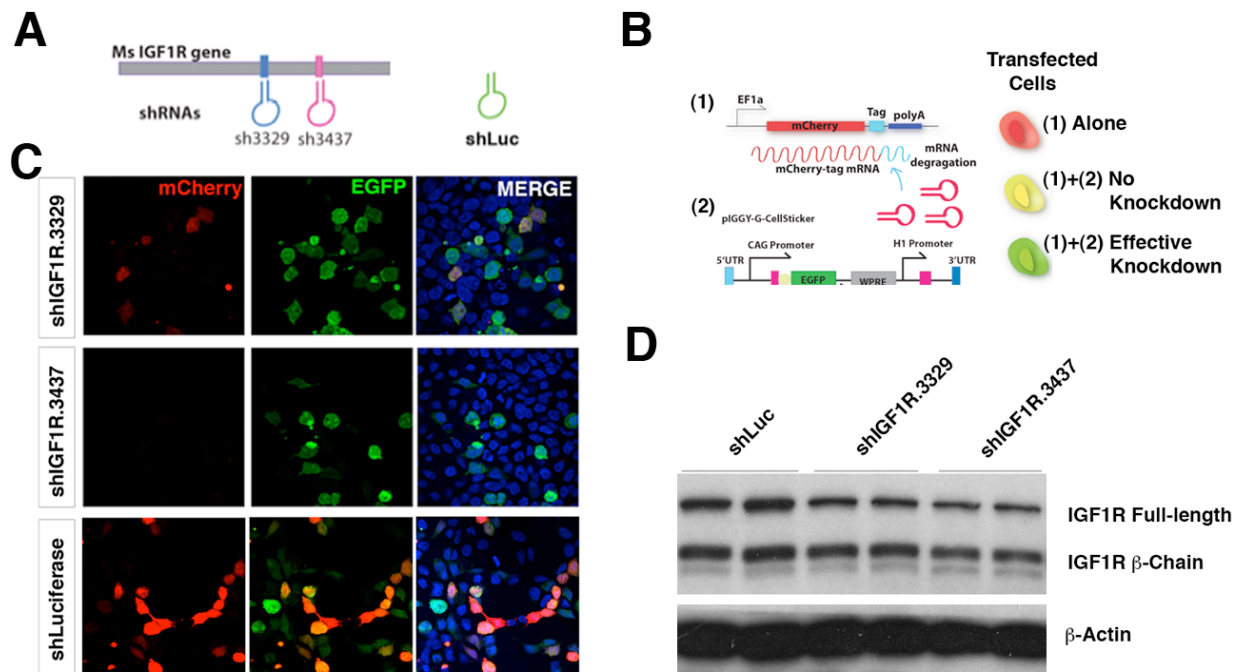 A
Ms IGF1R gene
shRNAs
sh3329
sh3437
shLuc
B
Transfected
Cells
(1)
EF1a
mCherry
Tag
polyA
mCherry-tag mRNA
mRNA
degragation
(1) Alone
(1)+(2) No
Knockdown
(1)+(2) Effective
Knockdown
(2)
pIGGY-G-CellSticker
CAG Promoter
H1 Promoter
5'UTR
3'UTR
EGFP
WPRE
C
mCherry
EGFP
MERGE
shIGF1R.3329
shIGF1R.3437
shLuciferase
D
shLuc
shIGF1R.3329
shIGF1R.3437
IGF1R Full-length
IGF1R β-Chain
β-Actin